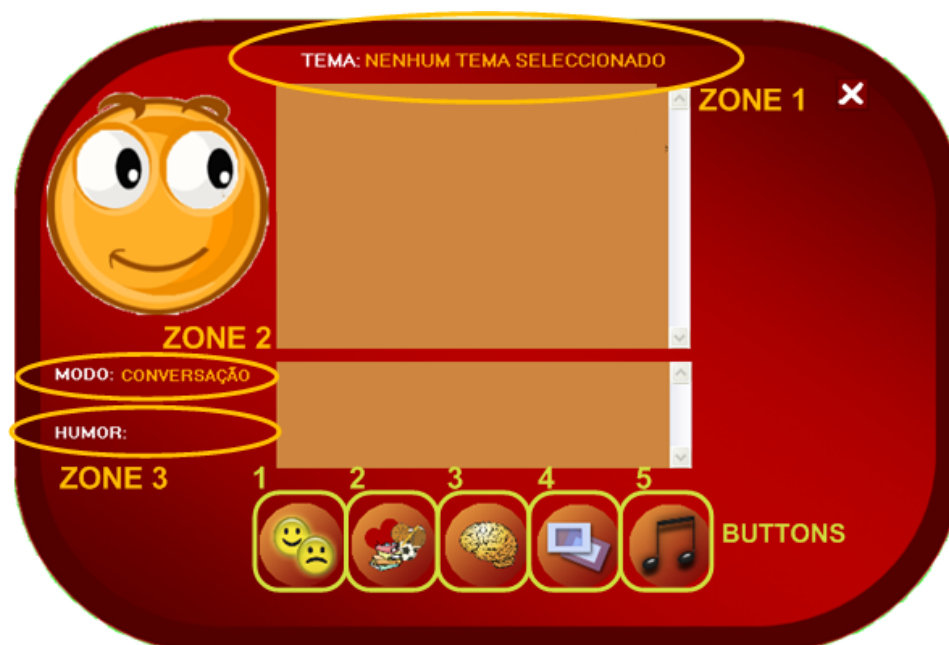 TEMA: NENHUM TEMA SELECCIONADO
ZONE 1
ZONE 2
MODO: CONVERSAÇÃO
HUMOR:
ZONE 3
1 2 3 4 5
BUTTONS